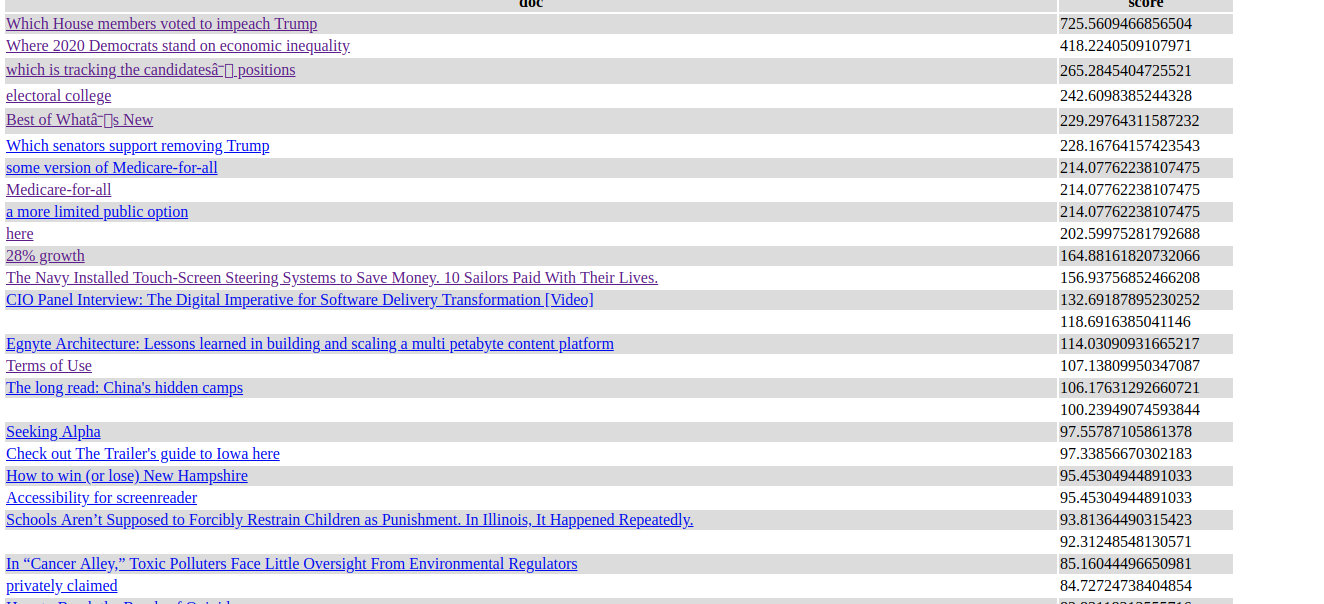 doc score
Which House members voted to impeach Trump 725.5609466856504
Where 2020 Democrats stand on economic inequality 418.2240509107971
which is tracking the candidatesâ¯ positions 265.2845404725521
electoral college 242.6098385244328
Best of Whatâ¯s New 229.29764311587232
Which senators support removing Trump 228.16764157423543
some version of Medicare-for-all 214.07762238107475
Medicare-for-all 214.07762238107475
a more limited public option 214.07762238107475
here 202.59975281792688
28% growth 164.88161820732066
The Navy Installed Touch-Screen Steering Systems to Save Money. 10 Sailors Paid With Their Lives. 156.93756852466208
CIO Panel Interview: The Digital Imperative for Software Delivery Transformation [Video] 132.69187895230252
118.6916385041146
Egnyte Architecture: Lessons learned in building and scaling a multi petabyte content platform 114.03090931665217
Terms of Use 107.13809950347087
The long read: China's hidden camps 106.17631292660721
100.23949074593844
Seeking Alpha 97.55787105861378
Check out The Trailer's guide to Iowa here 97.33856670302183
How to win (or lose) New Hampshire 95.45304944891033
Accessibility for screenreader 95.45304944891033
Schools Aren’t Supposed to Forcibly Restrain Children as Punishment. In Illinois, It Happened Repeatedly. 93.81364490315423
92.31248548130571
In “Cancer Alley,” Toxic Polluters Face Little Oversight From Environmental Regulators 85.16044496650981
privately claimed 84.72724738404854